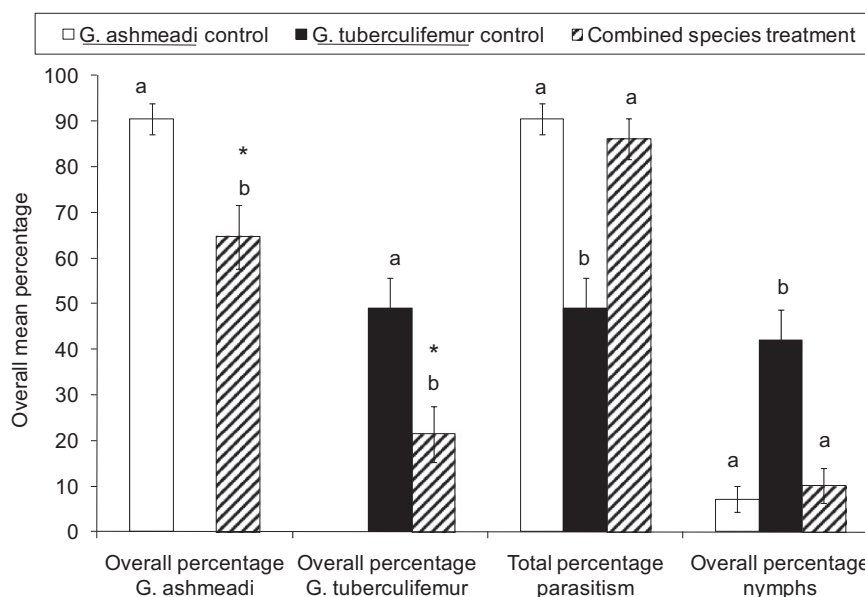 G. ashmeadi control G. tuberculifemur control Combined species treatment
100
90
80
70
60
50
40
30
20
10
0
Overall mean percentage
a
*
b
a
*
b
a
b
a
a
b
a
Overall percentage
G. ashmeadi
Overall percentage
G. tuberculifemur
Total percentage
parasitism
Overall percentage
nymphs